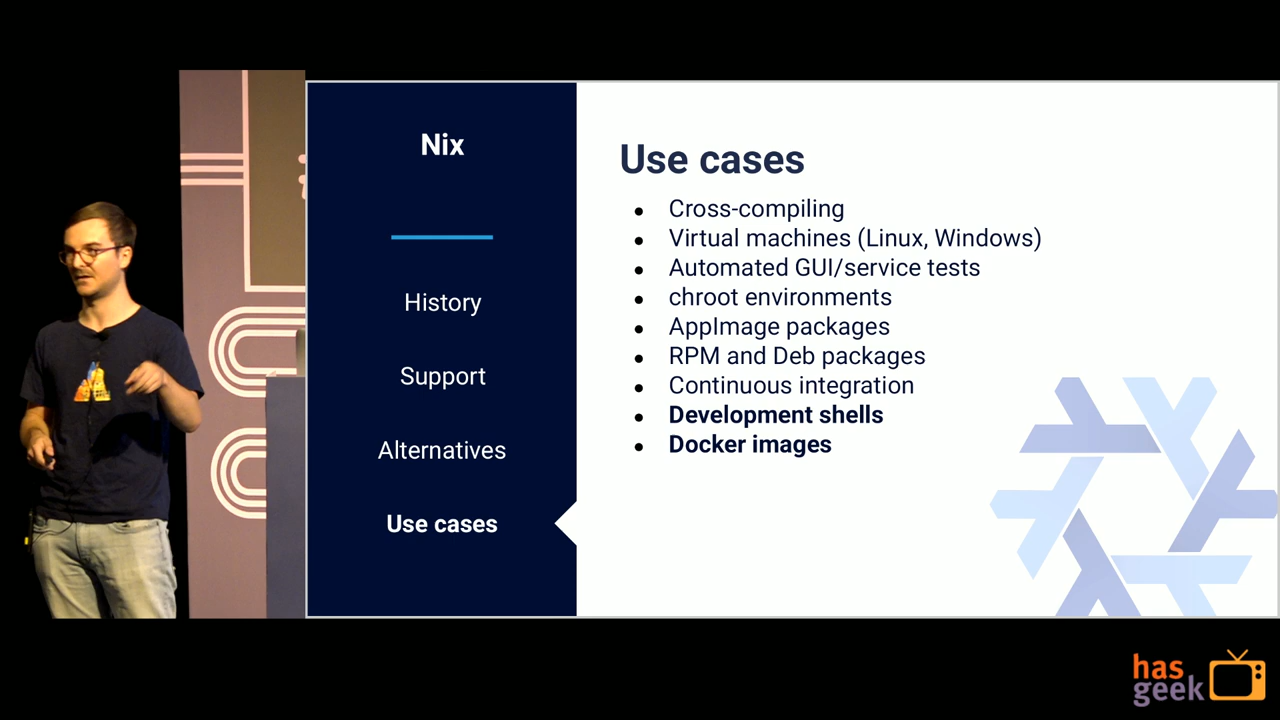 Nix
History
Support
Alternatives
Use cases
Use cases
Cross-compiling
Virtual machines (Linux, Windows)
Automated GUI/service tests
chroot environments
AppImage packages
RPM and Deb packages
Continuous integration
Development shells
Docker images
has
geek